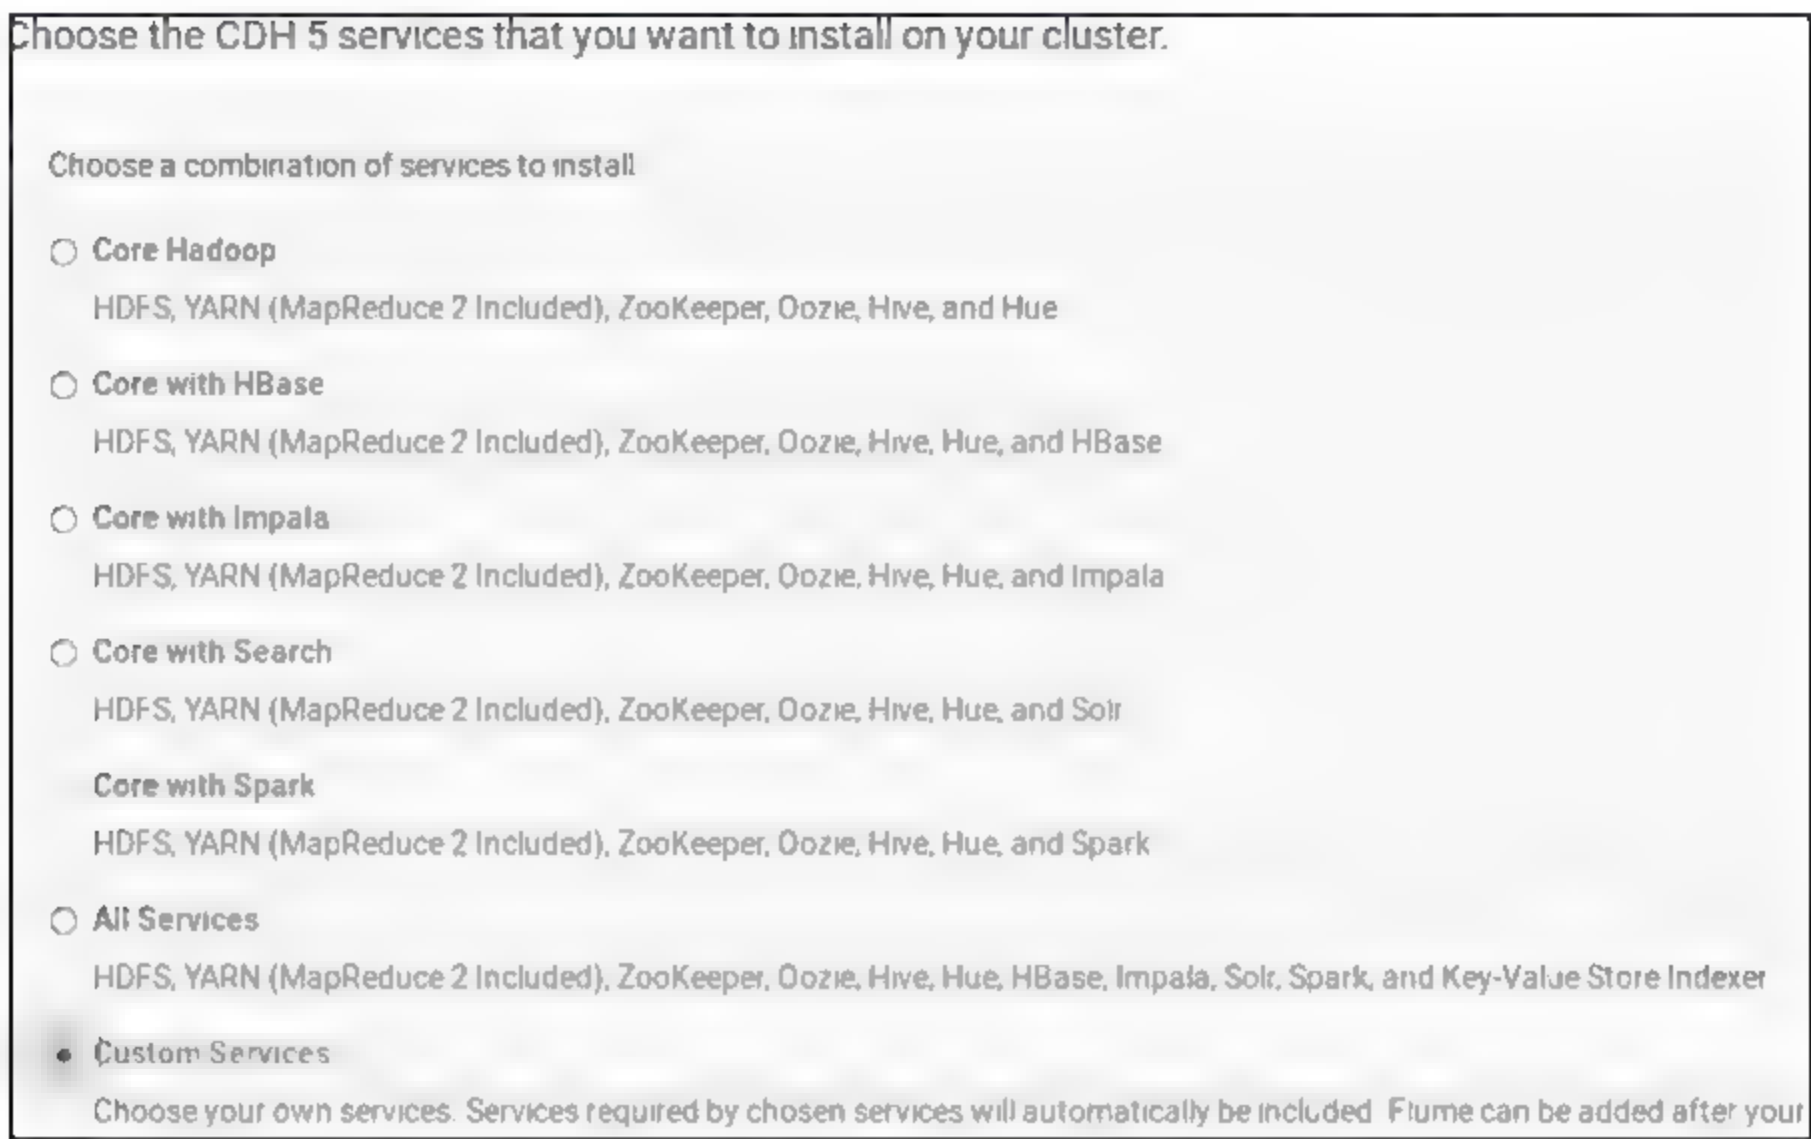 Choose the CDH 5 services that you want to install on your cluster.
Choose a combination of services to install
Core Hadoop
HDFS, YARN (MapReduce 2 Included), ZooKeeper, Oozie, Hive, and Hue
Core with HBase
HDFS, YARN (MapReduce 2 Included), ZooKeeper, Oozie, Hive, Hue, and HBase
Core with Impala
HDFS, YARN (MapReduce 2 Included), ZooKeeper, Oozie, Hive, Hue, and Impala
Core with Search
HDFS, YARN (MapReduce 2 Included), ZooKeeper, Oozie, Hive, Hue, and Solr
Core with Spark
HDFS, YARN (MapReduce 2 Included), ZooKeeper, Oozie, Hive, Hue, and Spark
All Services
HDFS, YARN (MapReduce 2 Included), ZooKeeper, Oozie, Hive, Hue, HBase, Impala, Solr, Spark, and Key-Value Store Indexer
Custom Services
Choose your own services. Services required by chosen services will automatically be included Flume can be added after your